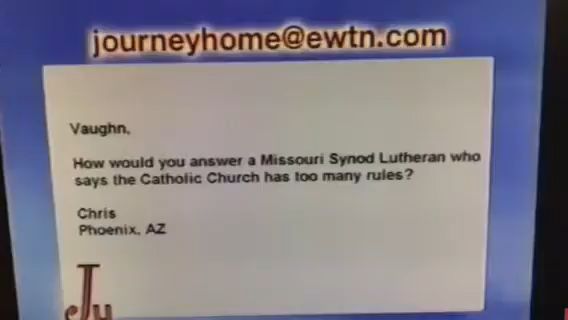 journeyhome@ewtn.com
Vaughn,
How would you answer a Missouri Synod Lutheran who
says the Catholic Church has too many rules?
Chris
Phoenix, AZ
JH